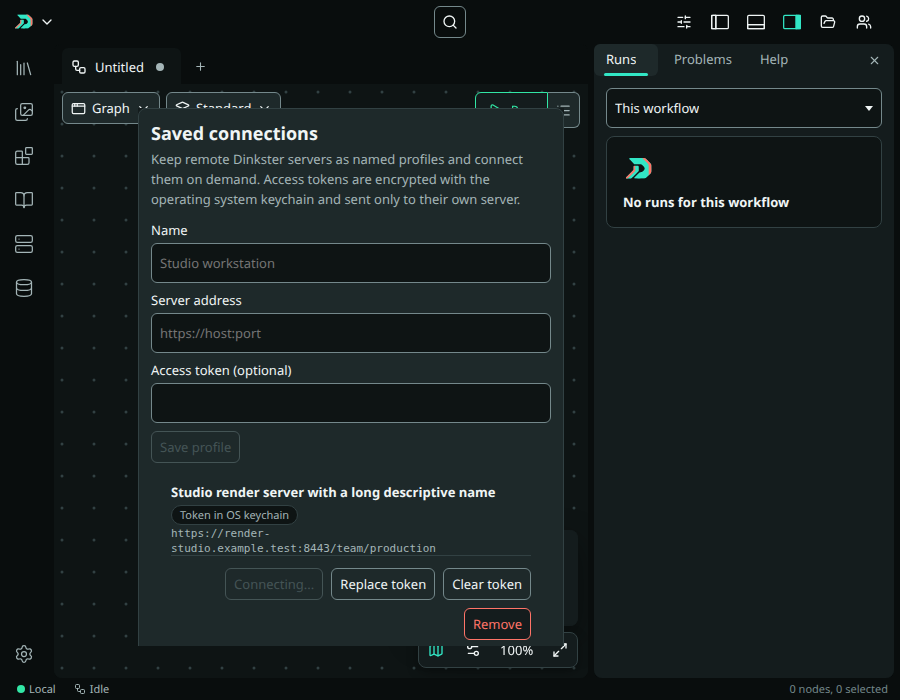 Untitled
Runs
Problems
Help
Graph
Standard
This workflow
No runs for this workflow
Saved connections
Keep remote Dinkster servers as named profiles and connect
them on demand. Access tokens are encrypted with the
operating system keychain and sent only to their own server.
Name
Studio workstation
Server address
https://host:port
Access token (optional)
Save profile
Studio render server with a long descriptive name
Token in OS keychain
https://render-
studio.example.test:8443/team/production
Connecting...
Replace token
Clear token
Remove
100%
Local
Idle
0 nodes, 0 selected